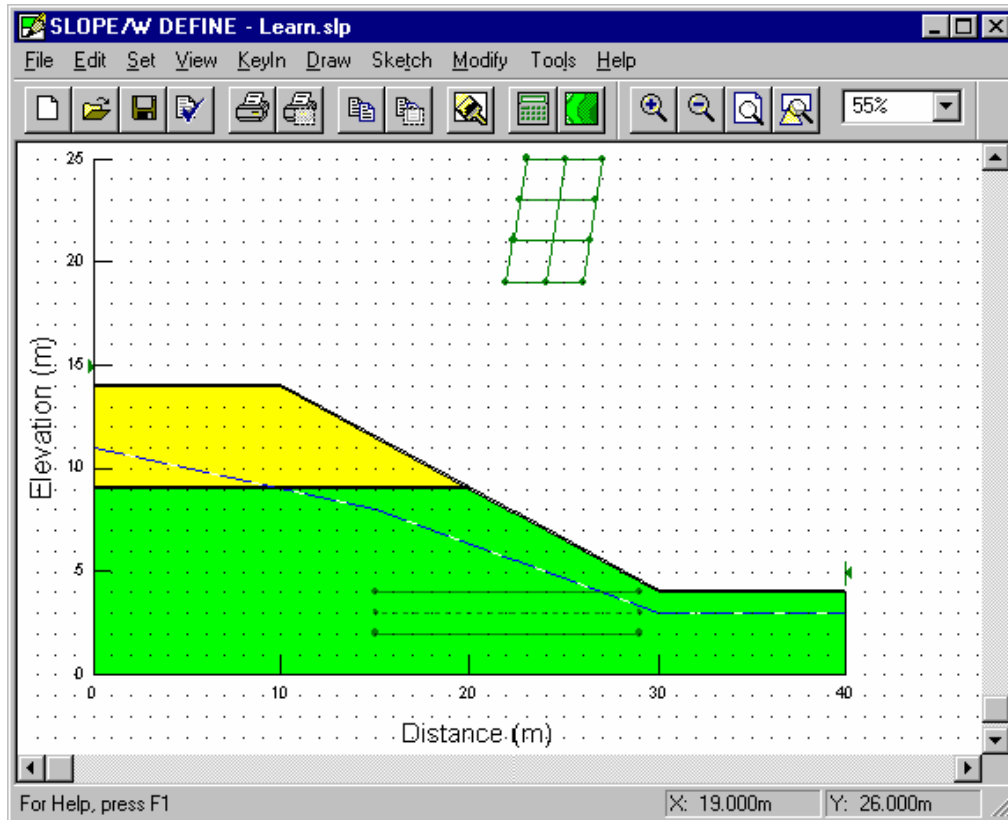 SLOPE/W DEFINE - Learn.slp
File Edit Set View KeyIn Draw Sketch Modify Tools Help
55%
25
20
15
10
5
0
Elevation (m)
0 10 20 30 40
Distance (m)
For Help, press F1 X: 19.000m Y: 26.000m